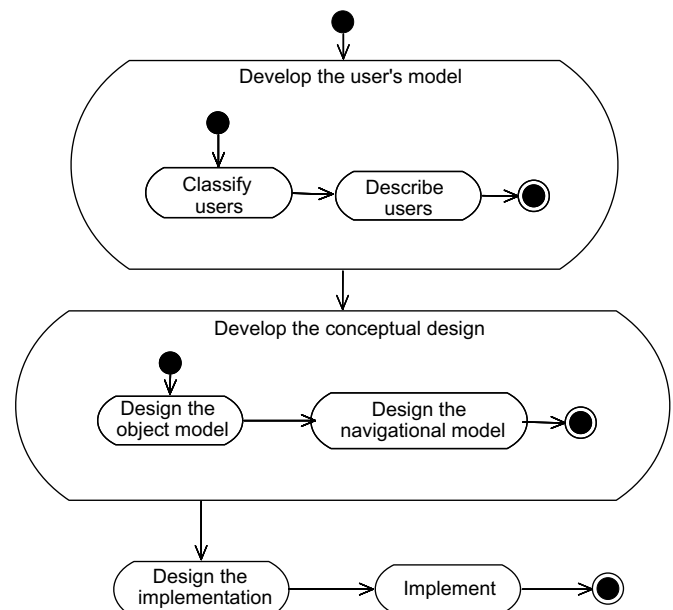 Develop the user's model
Classify
users
Describe
users
Develop the conceptual design
Design the
object model
Design the
navigational model
Design the
implementation
Implement